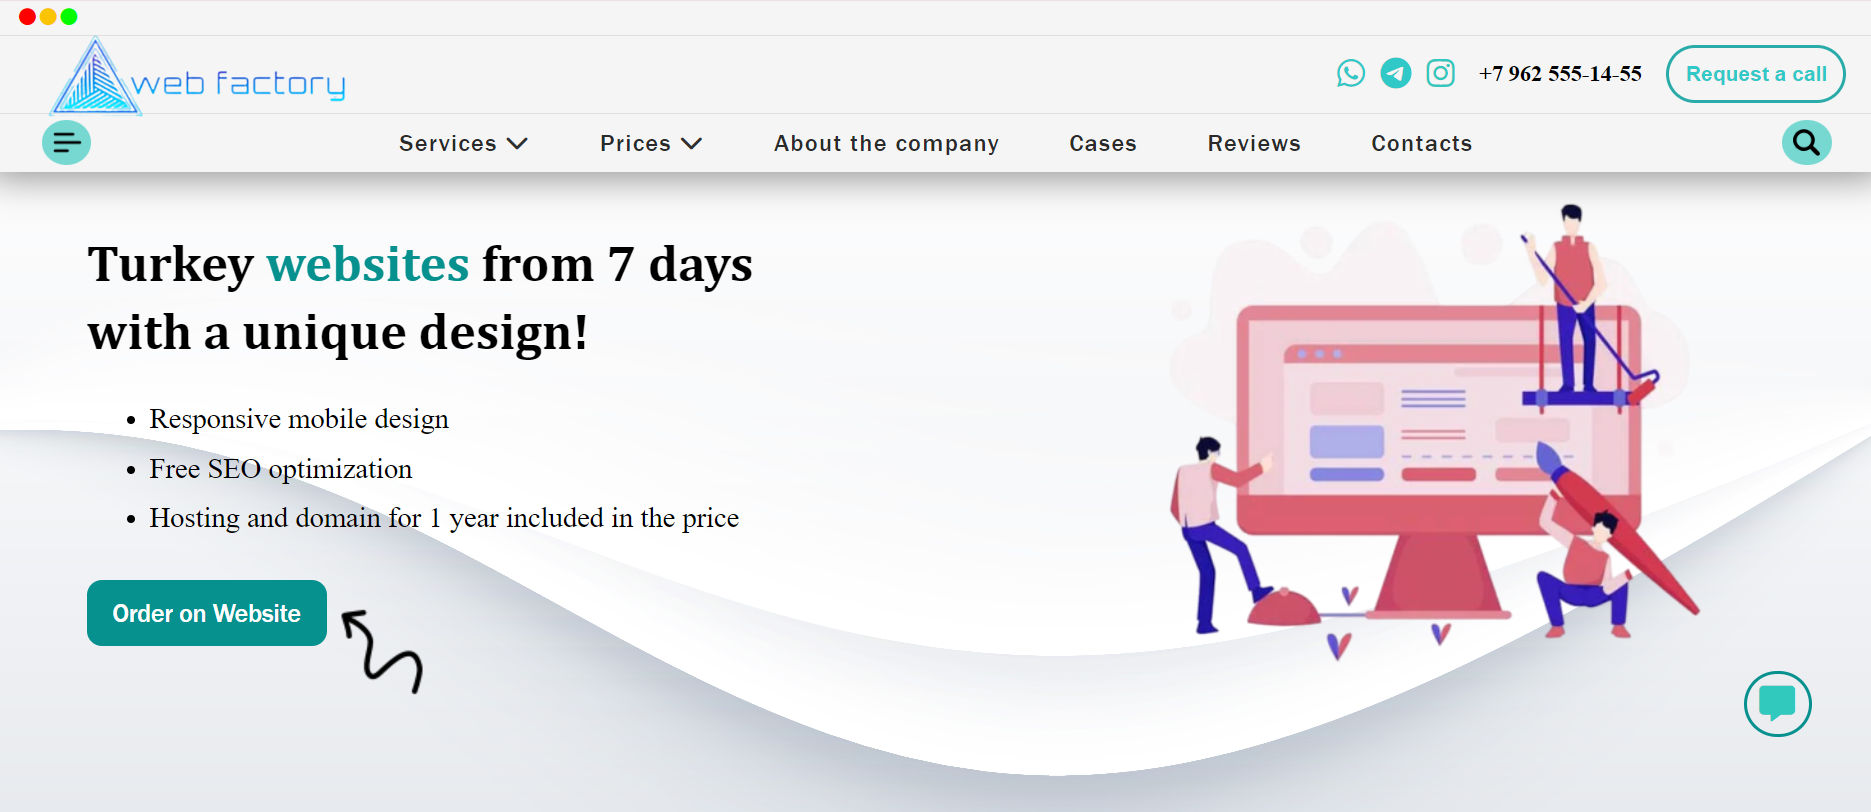 web factory
+7 962 555-14-55
Request a call
Services
Prices
About the company
Cases
Reviews
Contacts
Turkey websites from 7 days
with a unique design!
Responsive mobile design
Free SEO optimization
Hosting and domain for 1 year included in the price
Order on Website